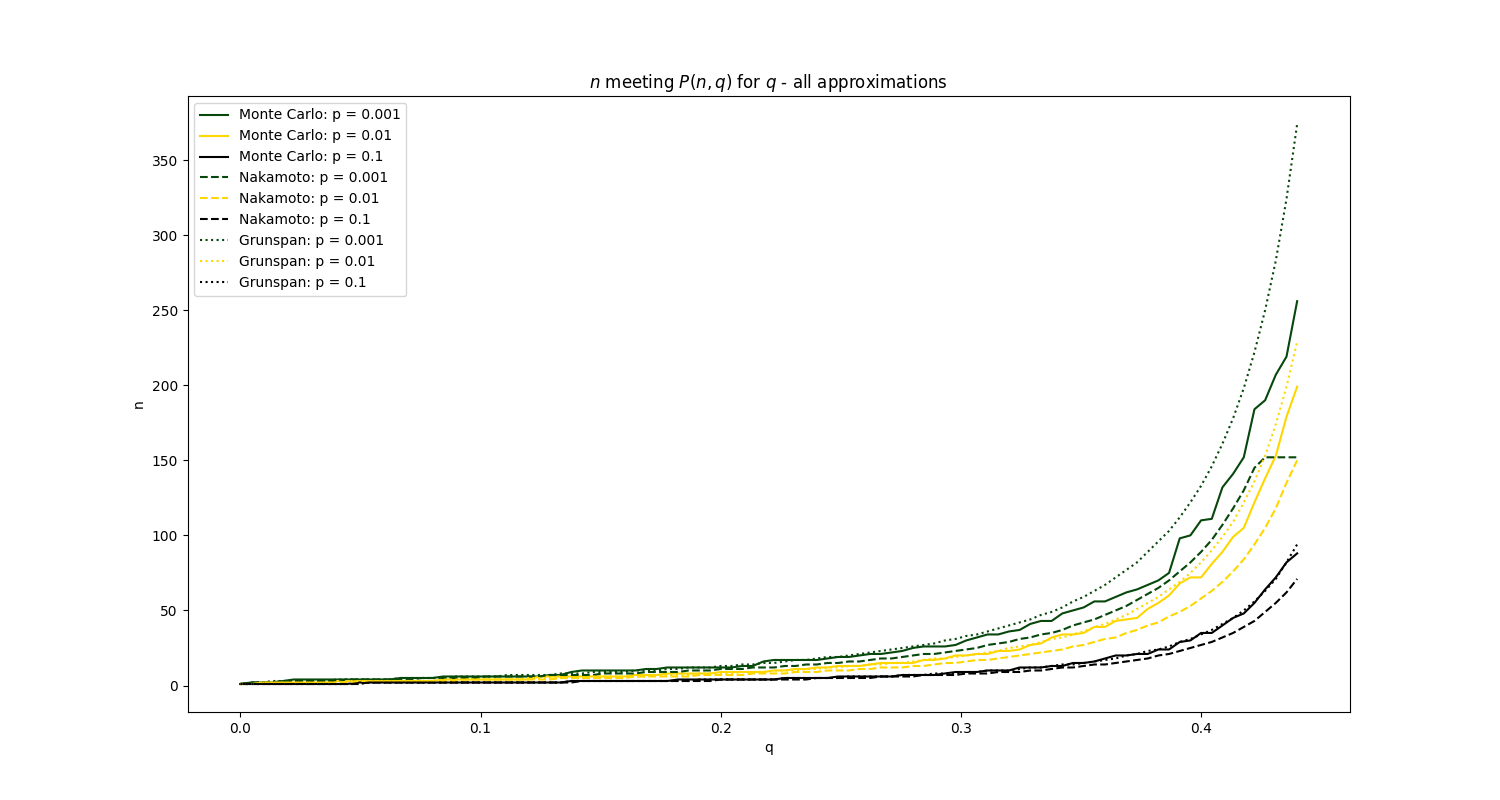 n meeting P(n, q) for q - all approximations
Monte Carlo: p = 0.001
Monte Carlo: p = 0.01
Monte Carlo: p = 0.1
Nakamoto: p = 0.001
Nakamoto: p = 0.01
Nakamoto: p = 0.1
Grunspan: p = 0.001
Grunspan: p = 0.01
Grunspan: p = 0.1
350
300
250
200
150
100
50
0
n
0.0 0.1 0.2 0.3 0.4
q